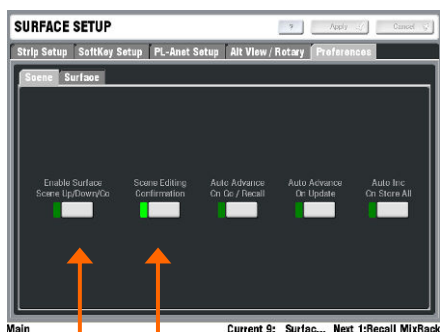 SURFACE SETUP
? Apply Cancel
Strip Setup SoftKey Setup PL-Anet Setup Alt View / Rotary Preferences
Scene Surface
Enable Surface
Scene Up/Down/Go
Scene Editing
Confirmation
Auto Advance
On Go / Recall
Auto Advance
On Update
Auto Inc
On Store All
Main Current 9: Surfac... Next 1:Recall MixRack